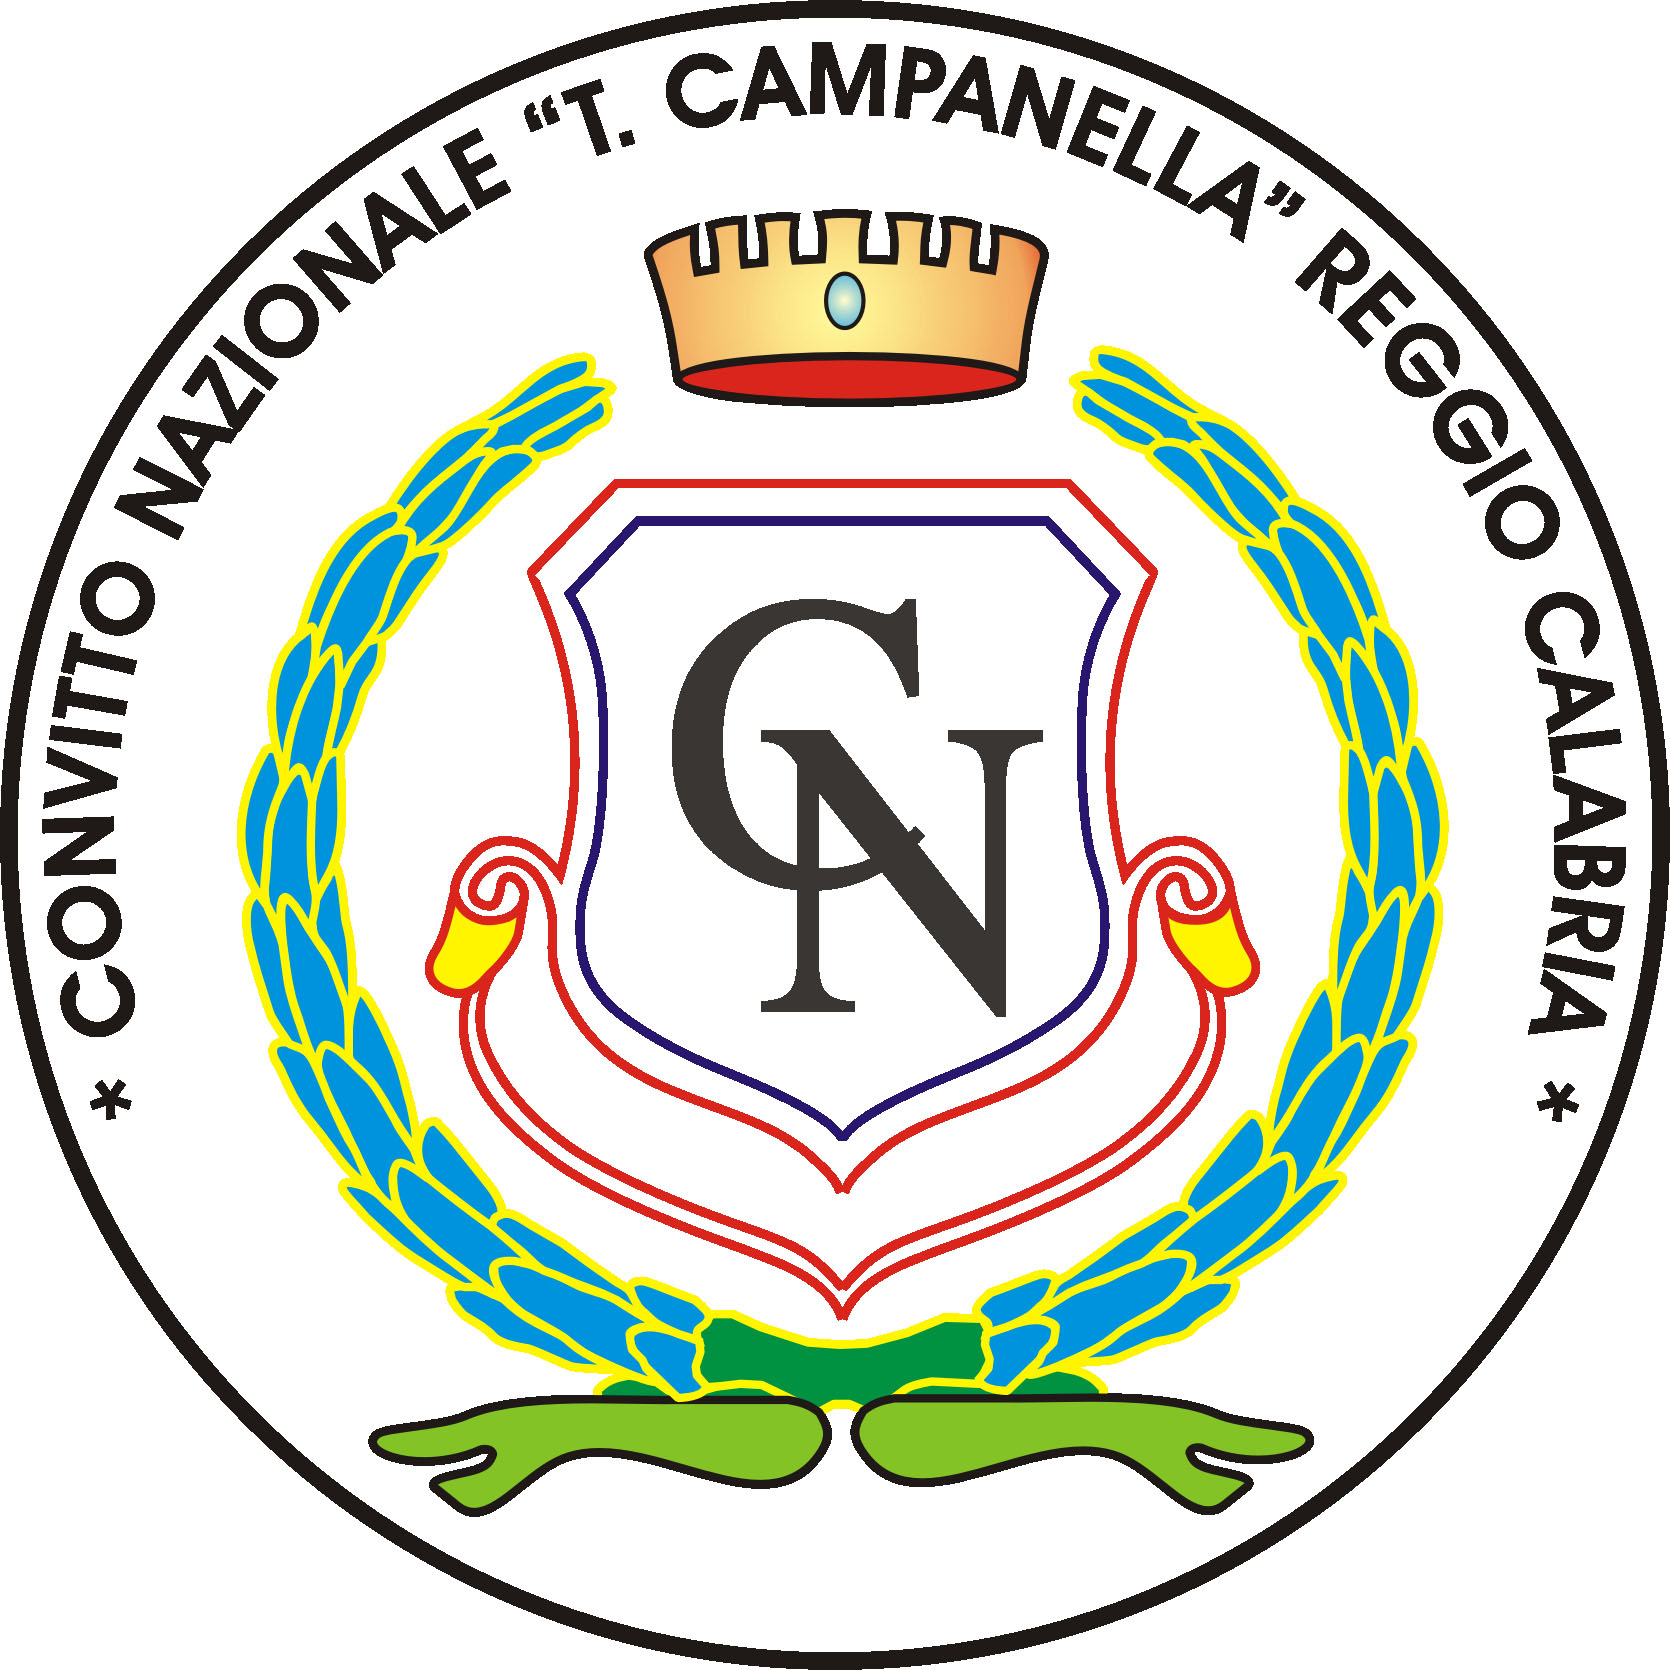 * CONVITTO NAZIONALE “T. CAMPANELLA” REGGIO CALABRIA *
CN